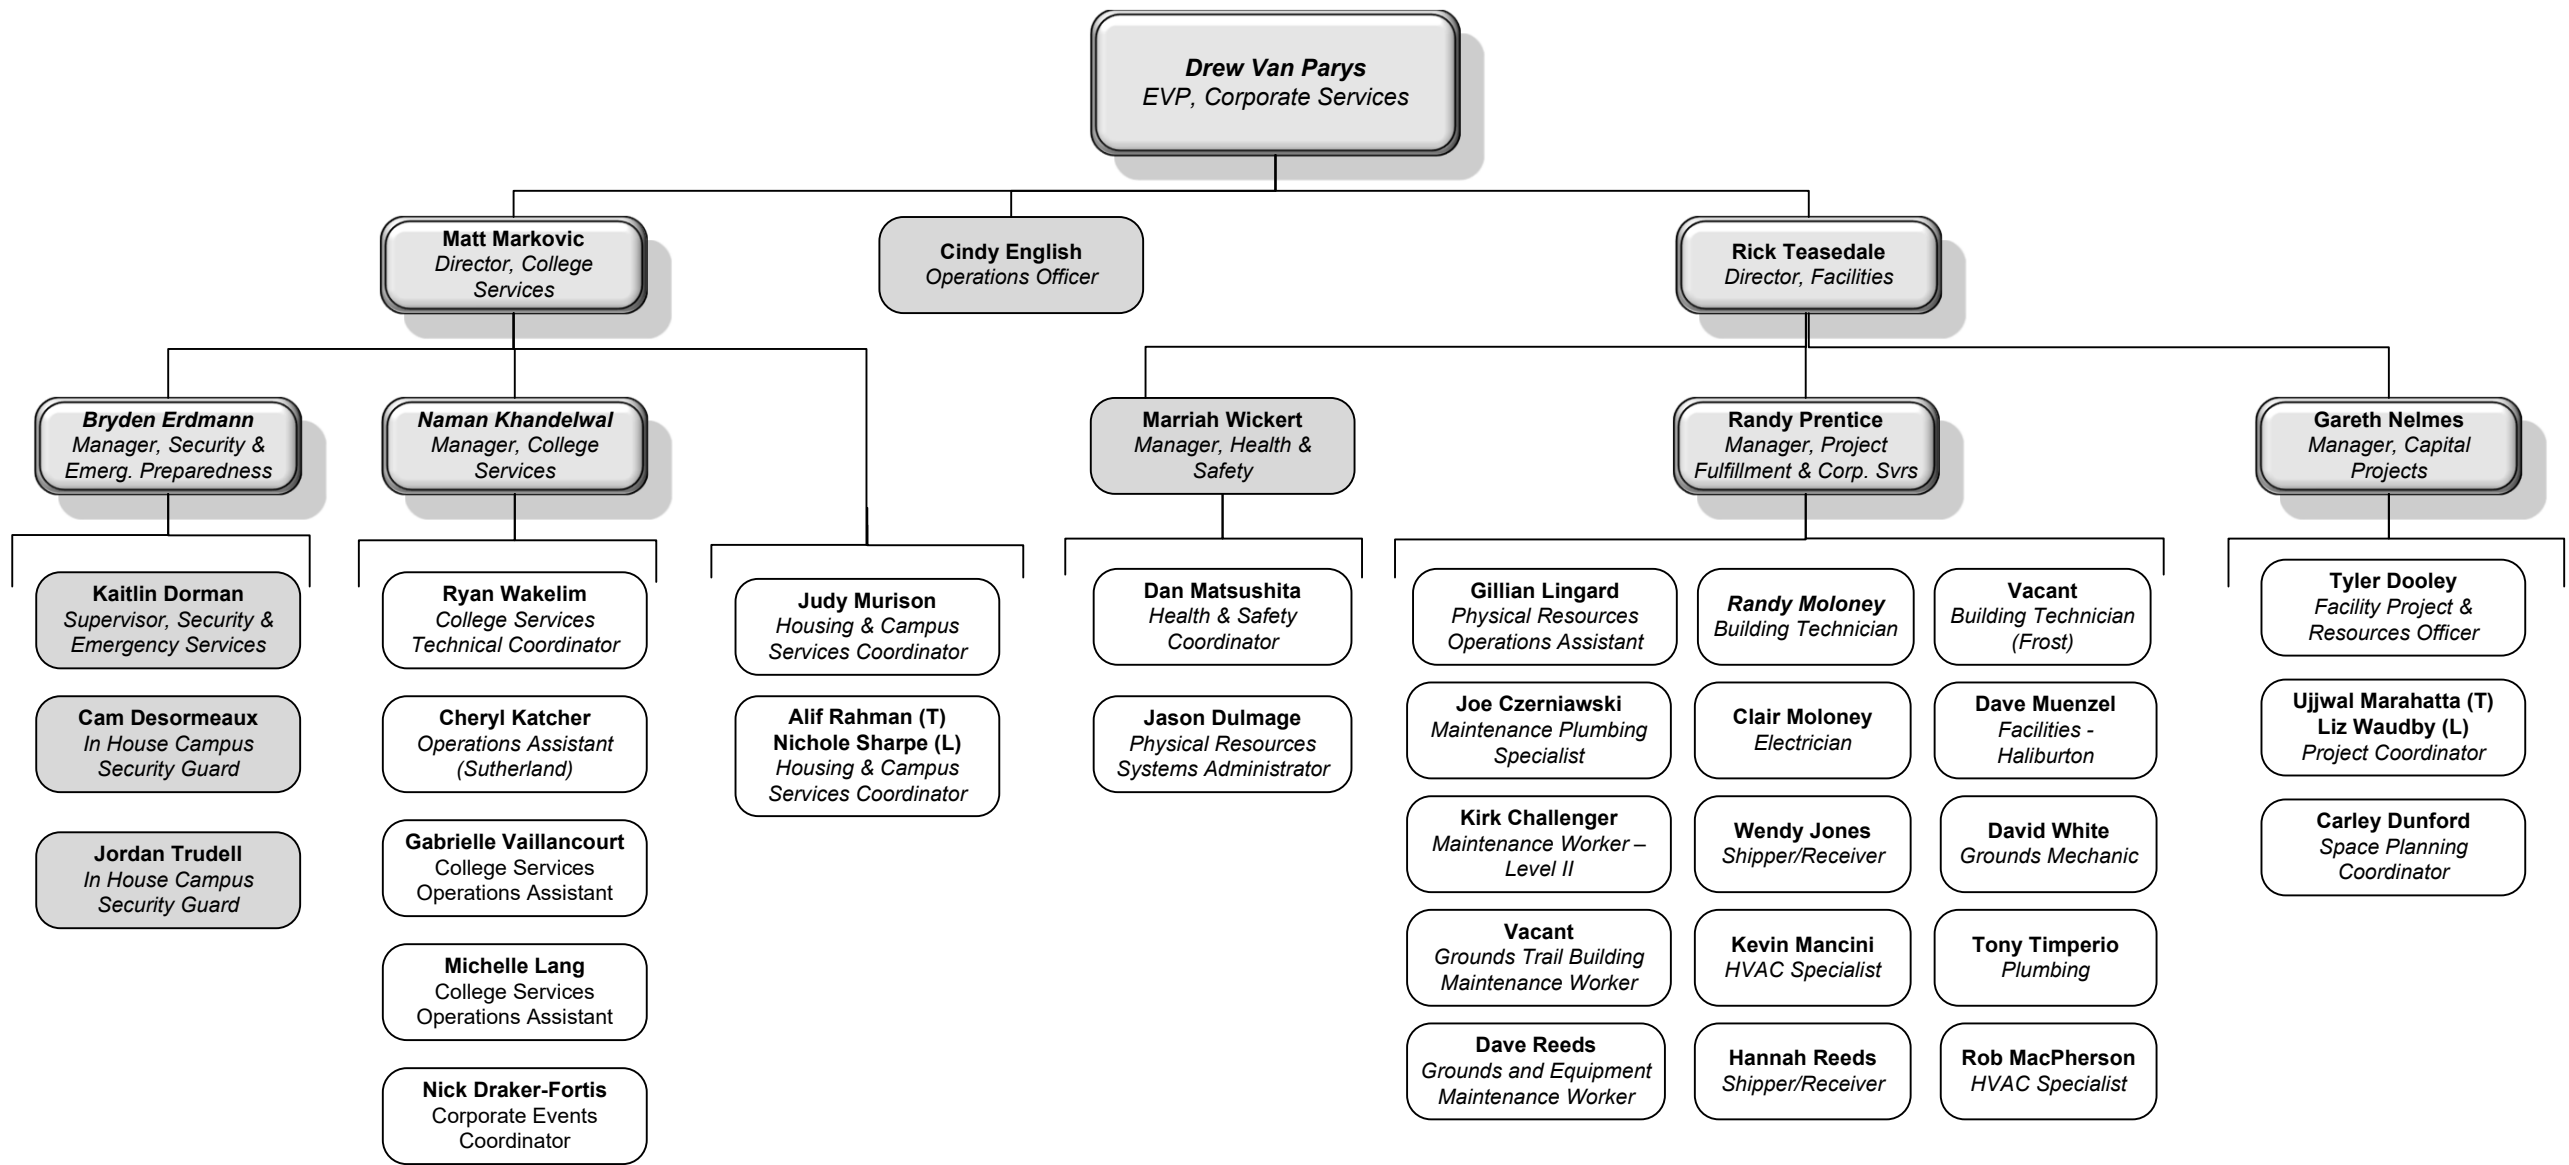 Drew Van Parys
EVP, Corporate Services
Matt Markovic
Director, College
Services
Cindy English
Operations Officer
Rick Teasedale
Director, Facilities
Bryden Erdmann
Manager, Security &
Emerg. Preparedness
Naman Khandelwal
Manager, College
Services
Marriah Wickert
Manager, Health &
Safety
Randy Prentice
Manager, Project
Fulfillment & Corp. Svrs
Gareth Nelmes
Manager, Capital
Projects
Kaitlin Dorman
Supervisor, Security &
Emergency Services
Cam Desormeaux
In House Campus
Security Guard
Jordan Trudell
In House Campus
Security Guard
Ryan Wakelim
College Services
Technical Coordinator
Cheryl Katcher
Operations Assistant
(Sutherland)
Gabrielle Vaillancourt
College Services
Operations Assistant
Michelle Lang
College Services
Operations Assistant
Nick Draker-Fortis
Corporate Events
Coordinator
Judy Murison
Housing & Campus
Services Coordinator
Alif Rahman (T)
Nichole Sharpe (L)
Housing & Campus
Services Coordinator
Dan Matsushita
Health & Safety
Coordinator
Jason Dulmage
Physical Resources
Systems Administrator
Gillian Lingard
Physical Resources
Operations Assistant
Joe Czerniawski
Maintenance Plumbing
Specialist
Kirk Challenger
Maintenance Worker –
Level II
Vacant
Grounds Trail Building
Maintenance Worker
Dave Reeds
Grounds and Equipment
Maintenance Worker
Randy Moloney
Building Technician
Clair Moloney
Electrician
Wendy Jones
Shipper/Receiver
Kevin Mancini
HVAC Specialist
Hannah Reeds
Shipper/Receiver
Vacant
Building Technician
(Frost)
Dave Muenzel
Facilities -
Haliburton
David White
Grounds Mechanic
Tony Timperio
Plumbing
Rob MacPherson
HVAC Specialist
Tyler Dooley
Facility Project &
Resources Officer
Ujjwal Marahatta (T)
Liz Waudby (L)
Project Coordinator
Carley Dunford
Space Planning
Coordinator